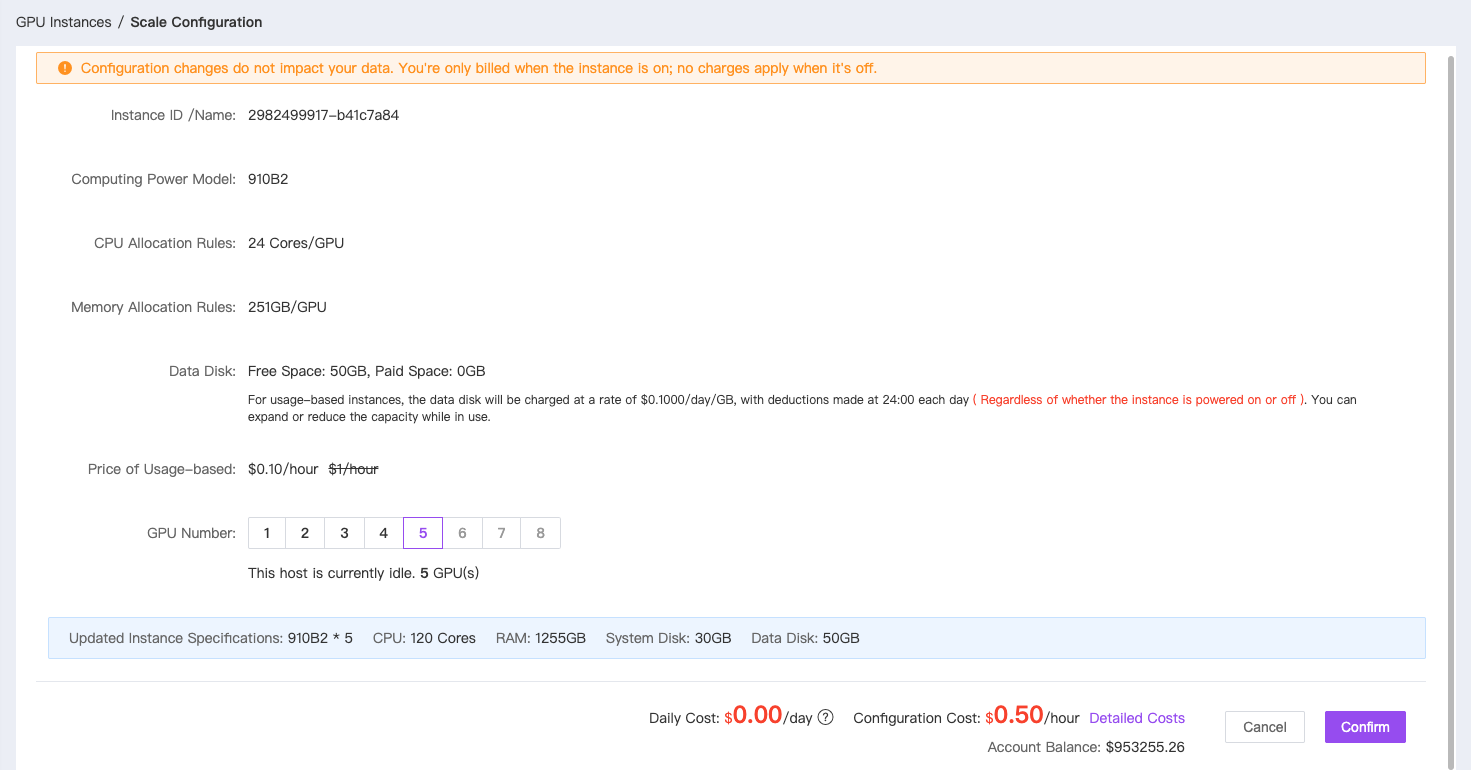 GPU Instances / Scale Configuration
Configuration changes do not impact your data. You're only billed when the instance is on; no charges apply when it's off.
Instance ID /Name: 2982499917-b41c7a84
Computing Power Model: 910B2
CPU Allocation Rules: 24 Cores/GPU
Memory Allocation Rules: 251GB/GPU
Data Disk: Free Space: 50GB, Paid Space: 0GB
For usage-based instances, the data disk will be charged at a rate of $0.1000/day/GB, with deductions made at 24:00 each day ( Regardless of whether the instance is powered on or off ). You can
expand or reduce the capacity while in use.
Price of Usage-based: $0.10/hour $1/hour
GPU Number: 1 2 3 4 5 6 7 8
This host is currently idle. 5 GPU(s)
Updated Instance Specifications: 910B2 * 5 CPU: 120 Cores RAM: 1255GB System Disk: 30GB Data Disk: 50GB
Daily Cost: $0.00/day ? Configuration Cost: $0.50/hour Detailed Costs
Account Balance: $953255.26
Cancel Confirm